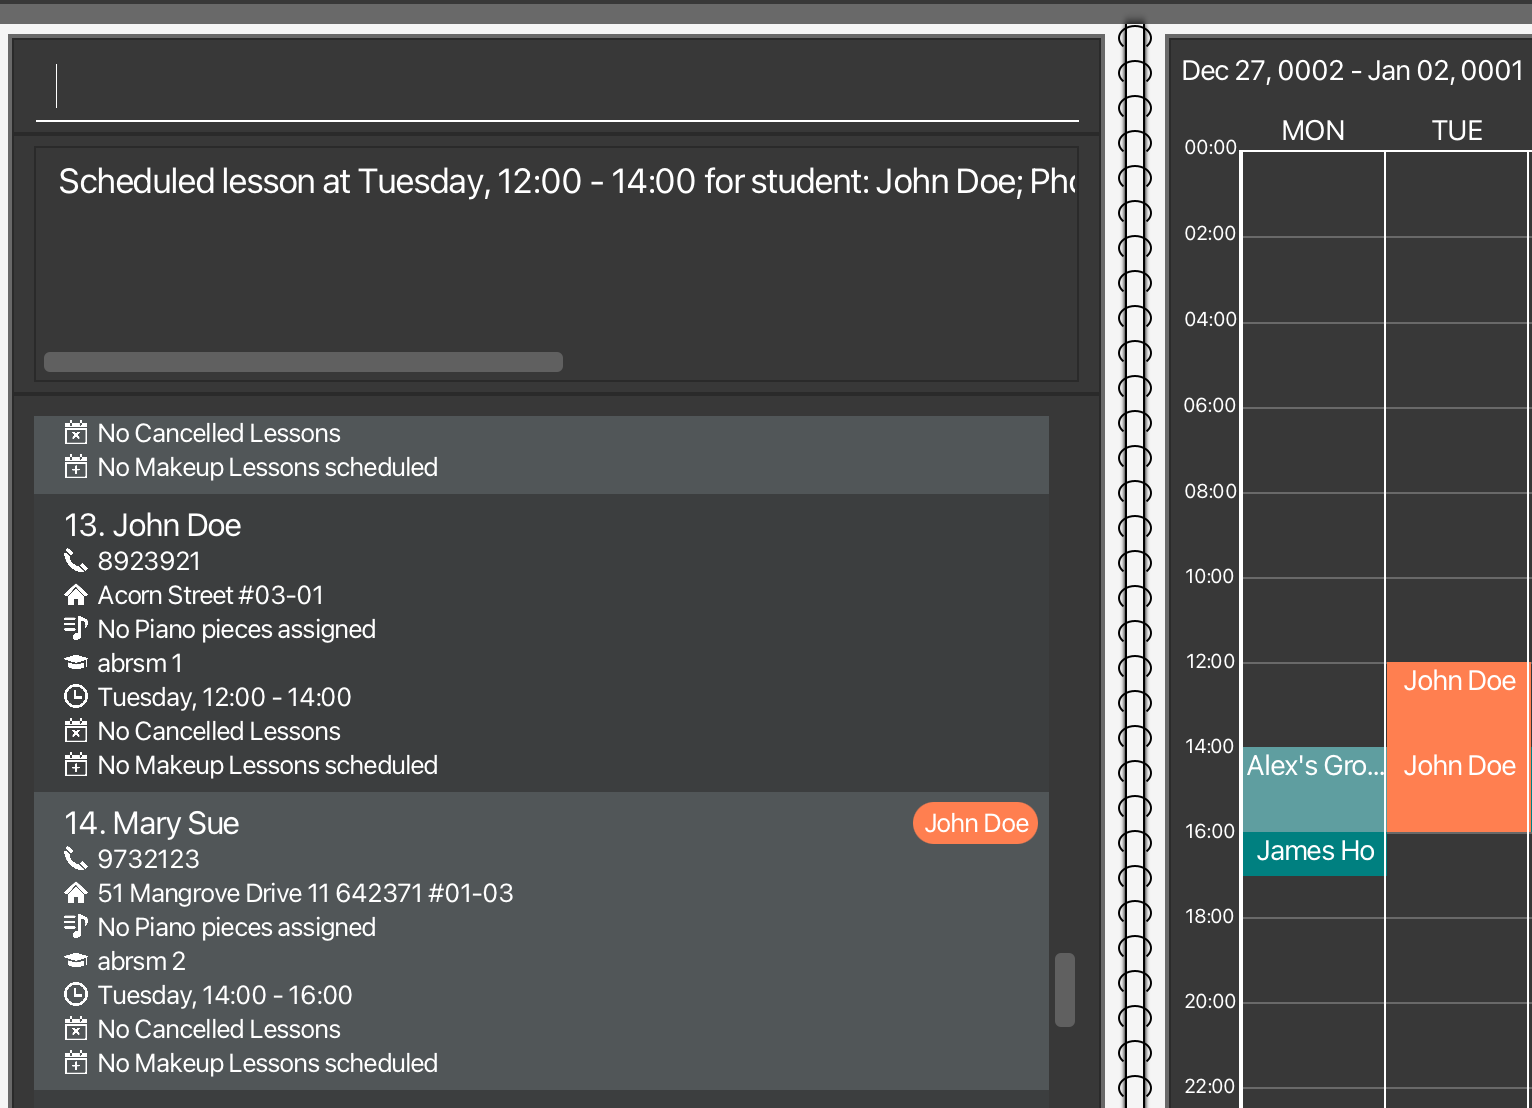 Scheduled lesson at Tuesday, 12:00 - 14:00 for student: John Doe;
No Cancelled Lessons
No Makeup Lessons scheduled
13. John Doe
8923921
Acorn Street #03-01
No Piano pieces assigned
abrsm 1
Tuesday, 12:00 - 14:00
No Cancelled Lessons
No Makeup Lessons scheduled
14. Mary Sue
John Doe
9732123
51 Mangrove Drive 11 642371 #01-03
No Piano pieces assigned
abrsm 2
Tuesday, 14:00 - 16:00
No Cancelled Lessons
No Makeup Lessons scheduled
Dec 27, 0002 - Jan 02, 0001
MON TUE
00:00
02:00
04:00
06:00
08:00
10:00
12:00
John Doe
14:00
Alex's Gro... John Doe
16:00
James Ho
18:00
20:00
22:00